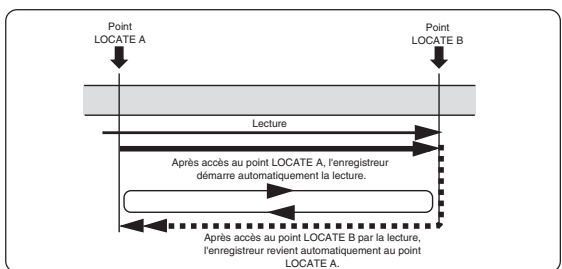 Point
LOCATE A
Point
LOCATE B
Lecture
Après accès au point LOCATE A, l'enregistreur
démarre automatiquement la lecture.
Après accès au point LOCATE B par la lecture,
l'enregistreur revient automatiquement au point
LOCATE A.